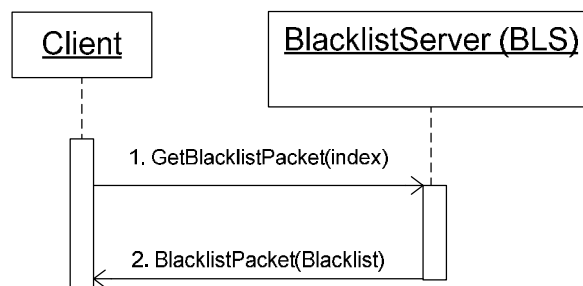 Client
BlacklistServer (BLS)
1. GetBlacklistPacket(index)
2. BlacklistPacket(Blacklist)